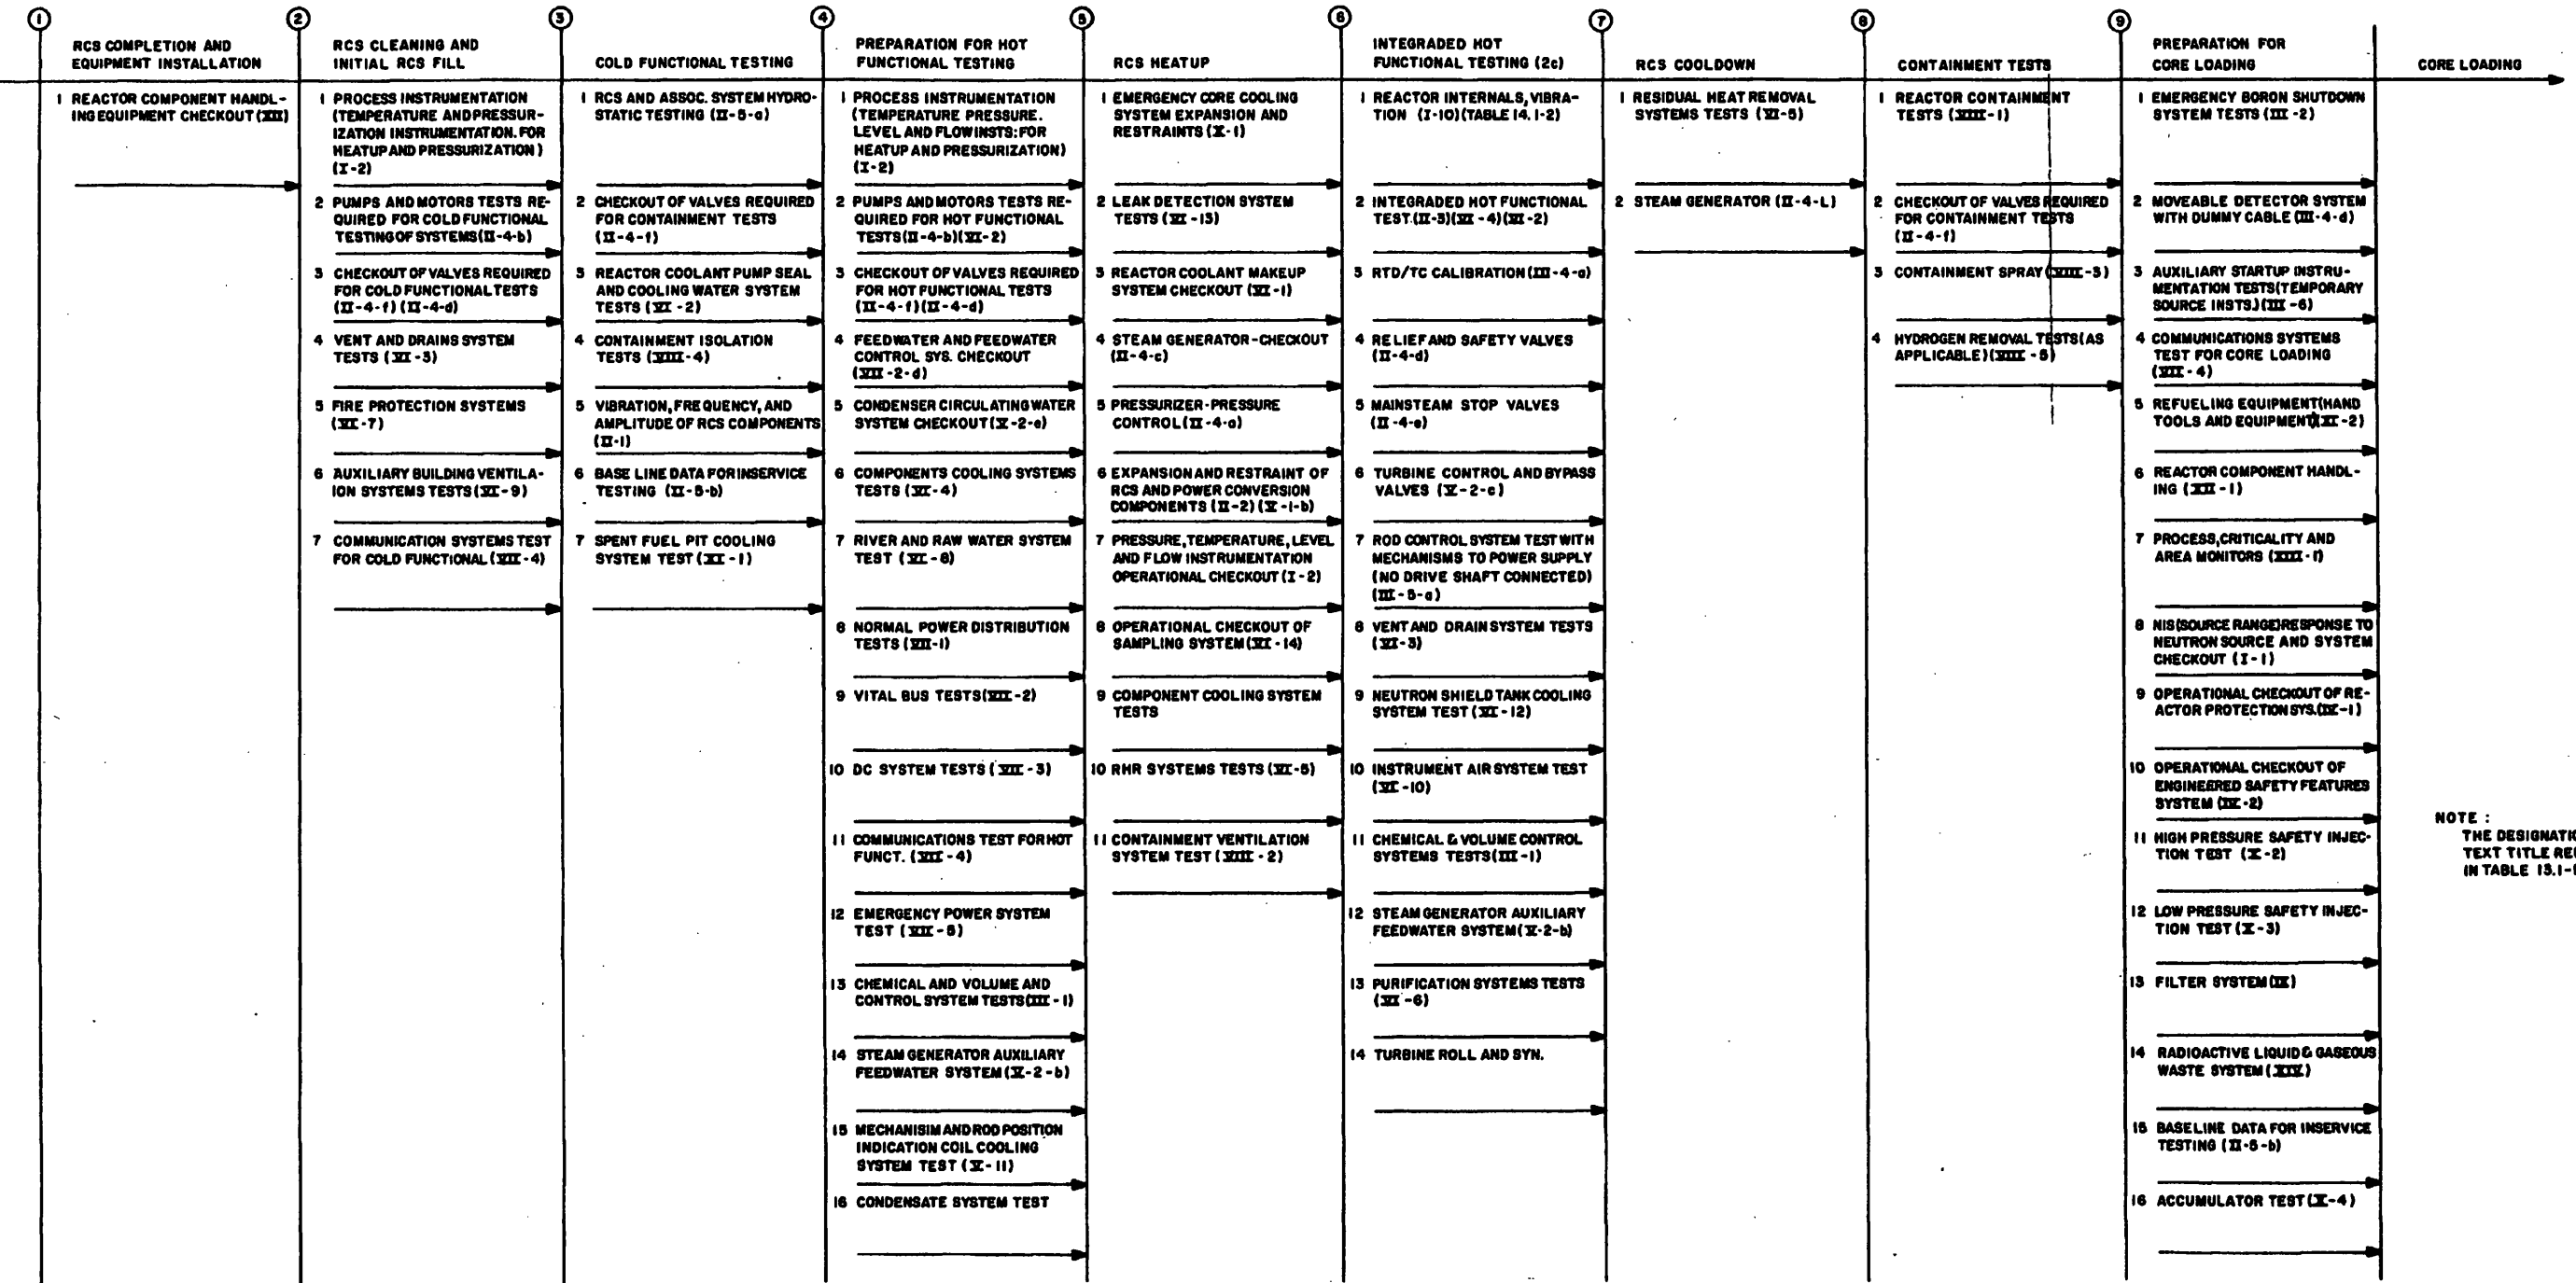 1
2
3
4
5
6
7
8
9
RCS COMPLETION AND
EQUIPMENT INSTALLATION
1 REACTOR COMPONENT HANDL-
ING EQUIPMENT CHECKOUT (XII)
RCS CLEANING AND
INITIAL RCS FILL
1 PROCESS INSTRUMENTATION
(TEMPERATURE AND PRESSUR-
IZATION INSTRUMENTATION. FOR
HEATUP AND PRESSURIZATION)
(I-2)
2 PUMPS AND MOTORS TESTS RE-
QUIRED FOR COLD FUNCTIONAL
TESTING OF SYSTEMS (II-4-b)
3 CHECKOUT OF VALVES REQUIRED
FOR COLD FUNCTIONAL TESTS
(II-4-f) (II-4-d)
4 VENT AND DRAINS SYSTEM
TESTS (VI-3)
5 FIRE PROTECTION SYSTEMS
(VI-7)
6 AUXILIARY BUILDING VENTILA-
ION SYSTEMS TESTS (VI-9)
7 COMMUNICATION SYSTEMS TEST
FOR COLD FUNCTIONAL (VII-4)
COLD FUNCTIONAL TESTING
1 RCS AND ASSOC. SYSTEM HYDRO-
STATIC TESTING (II-5-a)
2 CHECKOUT OF VALVES REQUIRED
FOR CONTAINMENT TESTS
(II-4-f)
3 REACTOR COOLANT PUMP SEAL
AND COOLING WATER SYSTEM
TESTS (VI-2)
4 CONTAINMENT ISOLATION
TESTS (VIII-4)
5 VIBRATION, FREQUENCY, AND
AMPLITUDE OF RCS COMPONENTS
(II-1)
6 BASE LINE DATA FOR INSERVICE
TESTING (II-5-b)
7 SPENT FUEL PIT COOLING
SYSTEM TEST (XI-1)
PREPARATION FOR HOT
FUNCTIONAL TESTING
1 PROCESS INSTRUMENTATION
(TEMPERATURE PRESSURE.
LEVEL AND FLOW INSTS: FOR
HEATUP AND PRESSURIZATION)
(I-2)
2 PUMPS AND MOTORS TESTS RE-
QUIRED FOR HOT FUNCTIONAL
TESTS (II-4-b) (VI-2)
3 CHECKOUT OF VALVES REQUIRED
FOR HOT FUNCTIONAL TESTS
(II-4-f) (II-4-d)
4 FEEDWATER AND FEEDWATER
CONTROL SYS. CHECKOUT
(VII-2-d)
5 CONDENSER CIRCULATING WATER
SYSTEM CHECKOUT (V-2-e)
6 COMPONENTS COOLING SYSTEMS
TESTS (VI-4)
7 RIVER AND RAW WATER SYSTEM
TEST (VI-8)
8 NORMAL POWER DISTRIBUTION
TESTS (VII-1)
9 VITAL BUS TESTS (VII-2)
10 DC SYSTEM TESTS (VII-3)
11 COMMUNICATIONS TEST FOR HOT
FUNCT. (VII-4)
12 EMERGENCY POWER SYSTEM
TEST (VII-5)
13 CHEMICAL AND VOLUME AND
CONTROL SYSTEM TESTS (III-1)
14 STEAM GENERATOR AUXILIARY
FEEDWATER SYSTEM (V-2-b)
15 MECHANISIM AND ROD POSITION
INDICATION COIL COOLING
SYSTEM TEST (V-11)
16 CONDENSATE SYSTEM TEST
RCS HEATUP
1 EMERGENCY CORE COOLING
SYSTEM EXPANSION AND
RESTRAINTS (X-1)
2 LEAK DETECTION SYSTEM
TESTS (VI-13)
3 REACTOR COOLANT MAKEUP
SYSTEM CHECKOUT (VI-1)
4 STEAM GENERATOR-CHECKOUT
(II-4-c)
5 PRESSURIZER-PRESSURE
CONTROL (II-4-a)
6 EXPANSION AND RESTRAINT OF
RCS AND POWER CONVERSION
COMPONENTS (II-2) (V-1-b)
7 PRESSURE, TEMPERATURE, LEVEL
AND FLOW INSTRUMENTATION
OPERATIONAL CHECKOUT (I-2)
8 OPERATIONAL CHECKOUT OF
SAMPLING SYSTEM (VI-14)
9 COMPONENT COOLING SYSTEM
TESTS
10 RHR SYSTEMS TESTS (VI-5)
11 CONTAINMENT VENTILATION
SYSTEM TEST (VIII-2)
INTEGRADED HOT
FUNCTIONAL TESTING (2c)
1 REACTOR INTERNALS, VIBRA-
TION (I-10) (TABLE 14.1-2)
2 INTEGRADED HOT FUNCTIONAL
TEST. (II-3) (VI-4) (VI-2)
3 RTD/TC CALIBRATION (III-4-a)
4 RELIEF AND SAFETY VALVES
(II-4-d)
5 MAINSTEAM STOP VALVES
(II-4-e)
6 TURBINE CONTROL AND BYPASS
VALVES (V-2-c)
7 ROD CONTROL SYSTEM TEST WITH
MECHANISMS TO POWER SUPPLY
(NO DRIVE SHAFT CONNECTED)
(III-5-a)
8 VENT AND DRAIN SYSTEM TESTS
(VI-3)
9 NEUTRON SHIELD TANK COOLING
SYSTEM TEST (VI-12)
10 INSTRUMENT AIR SYSTEM TEST
(VI-10)
11 CHEMICAL & VOLUME CONTROL
SYSTEMS TESTS (III-1)
12 STEAM GENERATOR AUXILIARY
FEEDWATER SYSTEM (V-2-b)
13 PURIFICATION SYSTEMS TESTS
(VI-6)
14 TURBINE ROLL AND SYN.
RCS COOLDOWN
1 RESIDUAL HEAT REMOVAL
SYSTEMS TESTS (VI-5)
2 STEAM GENERATOR (II-4-L)
CONTAINMENT TESTS
1 REACTOR CONTAINMENT
TESTS (VIII-1)
2 CHECKOUT OF VALVES REQUIRED
FOR CONTAINMENT TESTS
(II-4-f)
3 CONTAINMENT SPRAY (VIII-3)
4 HYDROGEN REMOVAL TESTS (AS
APPLICABLE) (VIII-5)
PREPARATION FOR
CORE LOADING
1 EMERGENCY BORON SHUTDOWN
SYSTEM TESTS (III-2)
2 MOVEABLE DETECTOR SYSTEM
WITH DUMMY CABLE (III-4-d)
3 AUXILIARY STARTUP INSTRU-
MENTATION TESTS (TEMPORARY
SOURCE INSTS.) (III-6)
4 COMMUNICATIONS SYSTEMS
TEST FOR CORE LOADING
(VII-4)
5 REFUELING EQUIPMENT (HAND
TOOLS AND EQUIPMENT) (XI-2)
6 REACTOR COMPONENT HANDL-
ING (XII-1)
7 PROCESS, CRITICALITY AND
AREA MONITORS (XIII-1)
8 NIS (SOURCE RANGE) RESPONSE TO
NEUTRON SOURCE AND SYSTEM
CHECKOUT (I-1)
9 OPERATIONAL CHECKOUT OF RE-
ACTOR PROTECTION SYS. (IV-1)
10 OPERATIONAL CHECKOUT OF
ENGINEERED SAFETY FEATURES
SYSTEM (IV-2)
11 HIGH PRESSURE SAFETY INJEC-
TION TEST (X-2)
12 LOW PRESSURE SAFETY INJEC-
TION TEST (X-3)
13 FILTER SYSTEM (IX)
14 RADIOACTIVE LIQUID & GASEOUS
WASTE SYSTEM (XIV)
15 BASELINE DATA FOR INSERVICE
TESTING (II-5-b)
16 ACCUMULATOR TEST (X-4)
CORE LOADING
NOTE :
THE
TEXT TITLE
IN TABLE